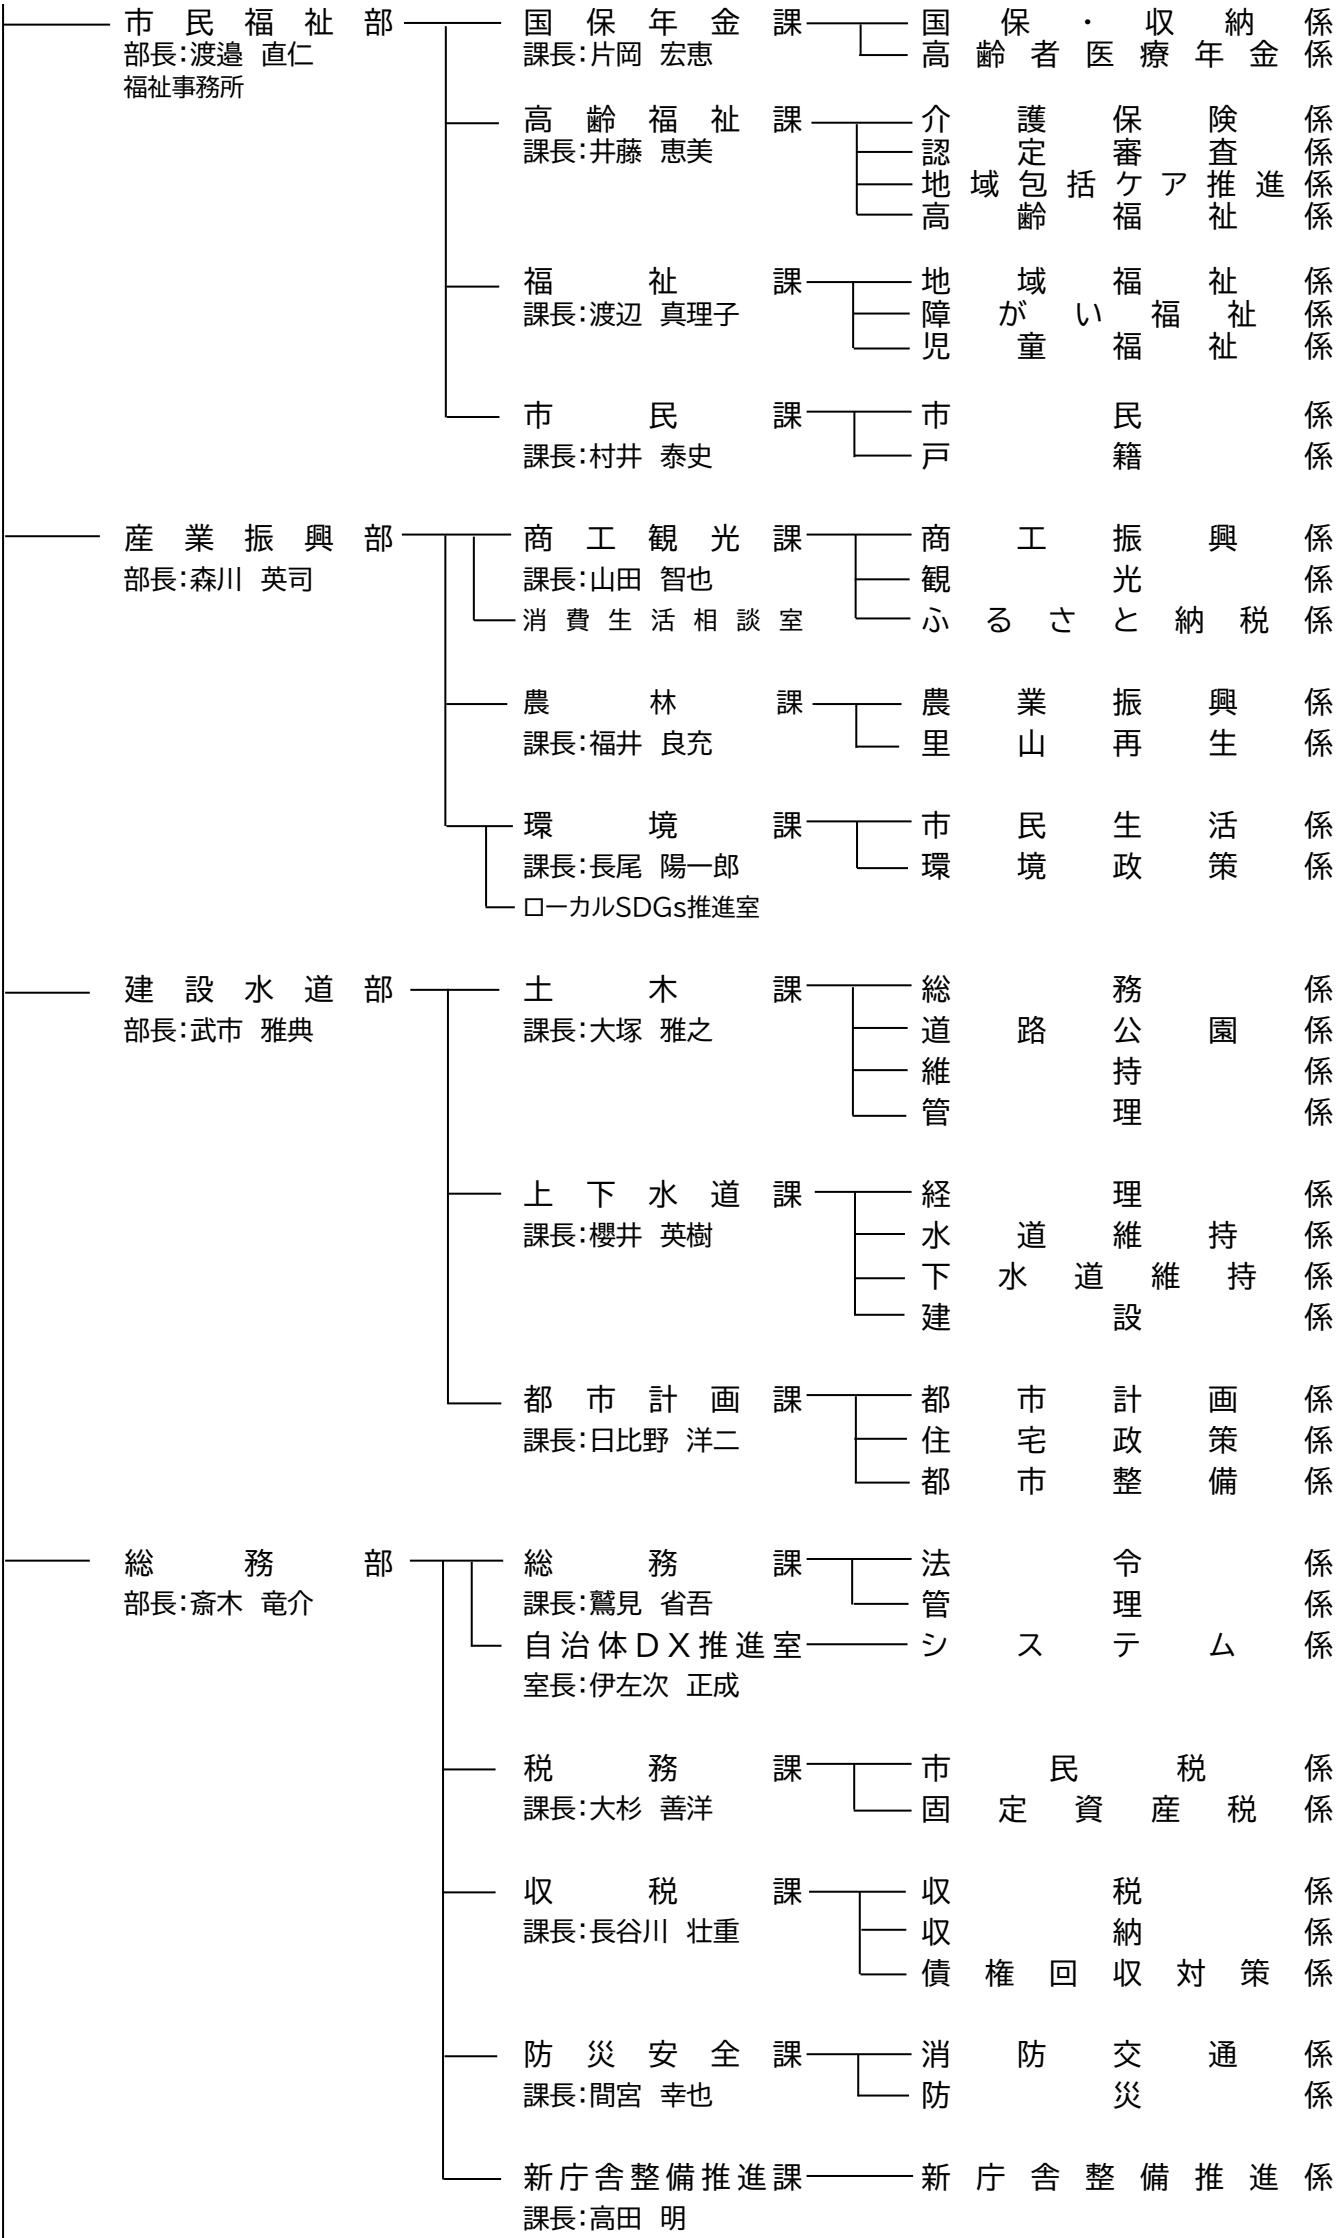 市民福祉部 国保年金課 国保・収納係
部長：渡邉 直仁 課長：片岡 宏恵 高齢者医療年金係
福祉事務所
高齢福祉課 介護保険係
課長：井藤 恵美 認定審査係
地域包括ケア推進係
高齢福祉係
福祉課 地域福祉係
課長：渡辺 真理子 障がい福祉係
児童福祉係
市民課 市民係
課長：村井 泰史 戸籍係
産業振興部 商工観光課 商工振興係
部長：森川 英司 課長：山田 智也 観光係
消費生活相談室 ふるさと納税係
農林課 農業振興係
課長：福井 良充 里山再生係
環境課 市民生活係
課長：長尾 陽一郎 環境政策係
ローカルSDGs推進室
建設水道部 土木課 総務係
部長：武市 雅典 課長：大塚 雅之 道路公園係
維持係
管理係
上下水道課 経理係
課長：櫻井 英樹 水道維持係
下水道維持係
建設係
都市計画課 都市計画係
課長：日比野 洋二 住宅政策係
都市整備係
総務部 総務課 法令係
部長：斎木 竜介 課長：鷲見 省吾 管理係
自治体ＤＸ推進室 システム係
室長：伊左次 正成
税務課 市民税係
課長：大杉 善洋 固定資産税係
収税課 収税係
課長：長谷川 壮重 収納係
債権回収対策係
防災安全課 消防交通係
課長：間宮 幸也 防災係
新庁舎整備推進課 新庁舎整備推進係
課長：高田 明